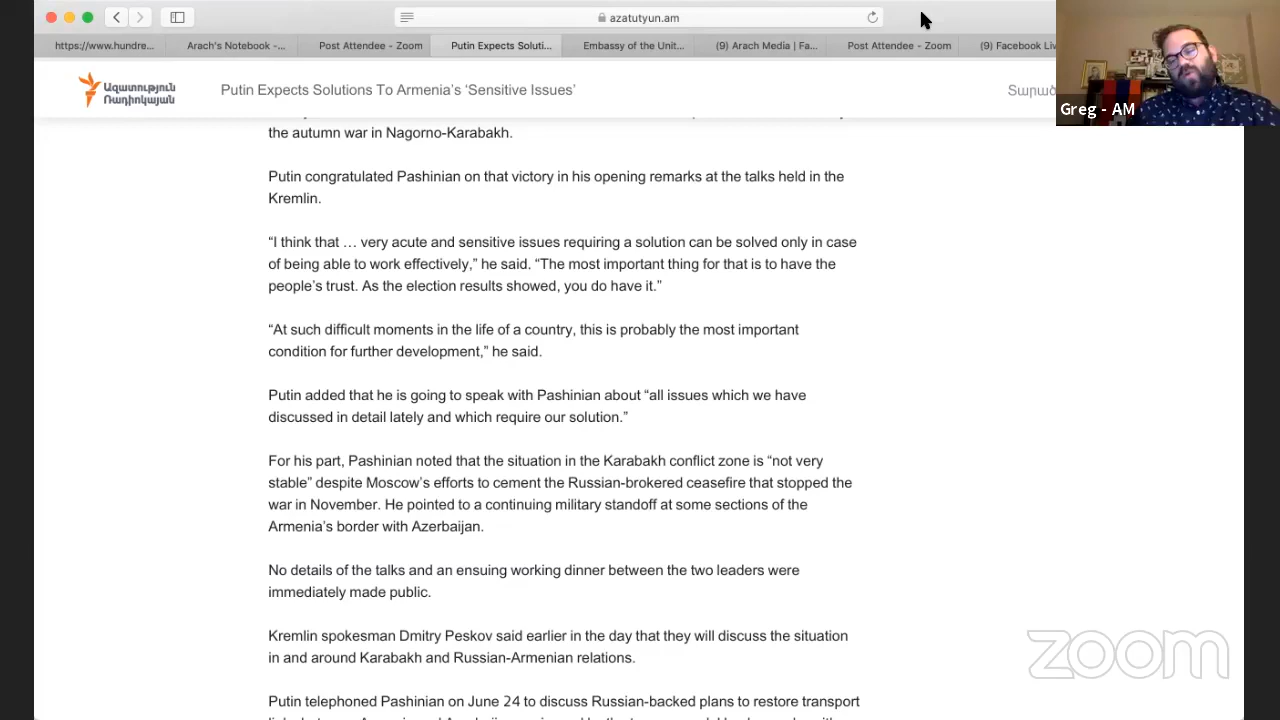 azatutyun.am
https://www.hundre...
Arach's Notebook -...
Post Attendee - Zoom
Putin Expects Soluti...
Embassy of the Unit...
(9) Arach Media | Fa...
Post Attendee - Zoom
(9) Facebook Liv
Ազատություն
Ռադիոկայան
Putin Expects Solutions To Armenia's 'Sensitive Issues'
Greg - AM
the autumn war in Nagorno-Karabakh.
Putin congratulated Pashinian on that victory in his opening remarks at the talks held in the
Kremlin.
“I think that … very acute and sensitive issues requiring a solution can be solved only in case
of being able to work effectively,” he said. “The most important thing for that is to have the
people’s trust. As the election results showed, you do have it.”
“At such difficult moments in the life of a country, this is probably the most important
condition for further development,” he said.
Putin added that he is going to speak with Pashinian about “all issues which we have
discussed in detail lately and which require our solution.”
For his part, Pashinian noted that the situation in the Karabakh conflict zone is “not very
stable” despite Moscow’s efforts to cement the Russian-brokered ceasefire that stopped the
war in November. He pointed to a continuing military standoff at some sections of the
Armenia’s border with Azerbaijan.
No details of the talks and an ensuing working dinner between the two leaders were
immediately made public.
Kremlin spokesman Dmitry Peskov said earlier in the day that they will discuss the situation
in and around Karabakh and Russian-Armenian relations.
Putin telephoned Pashinian on June 24 to discuss Russian-backed plans to restore transport
zoom